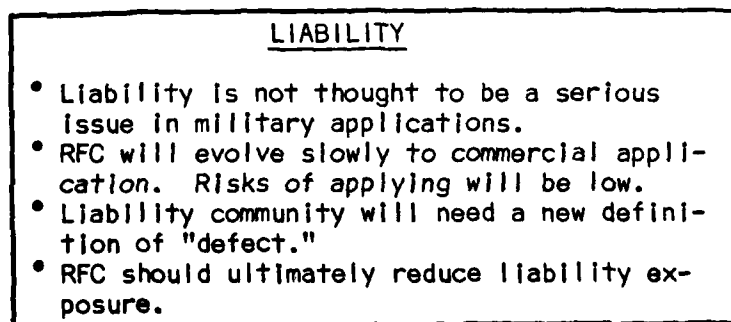 LIABILITY
• Liability is not thought to be a serious
issue in military applications.
• RFC will evolve slowly to commercial appli-
cation. Risks of applying will be low.
• Liability community will need a new defini-
tion of "defect."
• RFC should ultimately reduce liability ex-
posure.